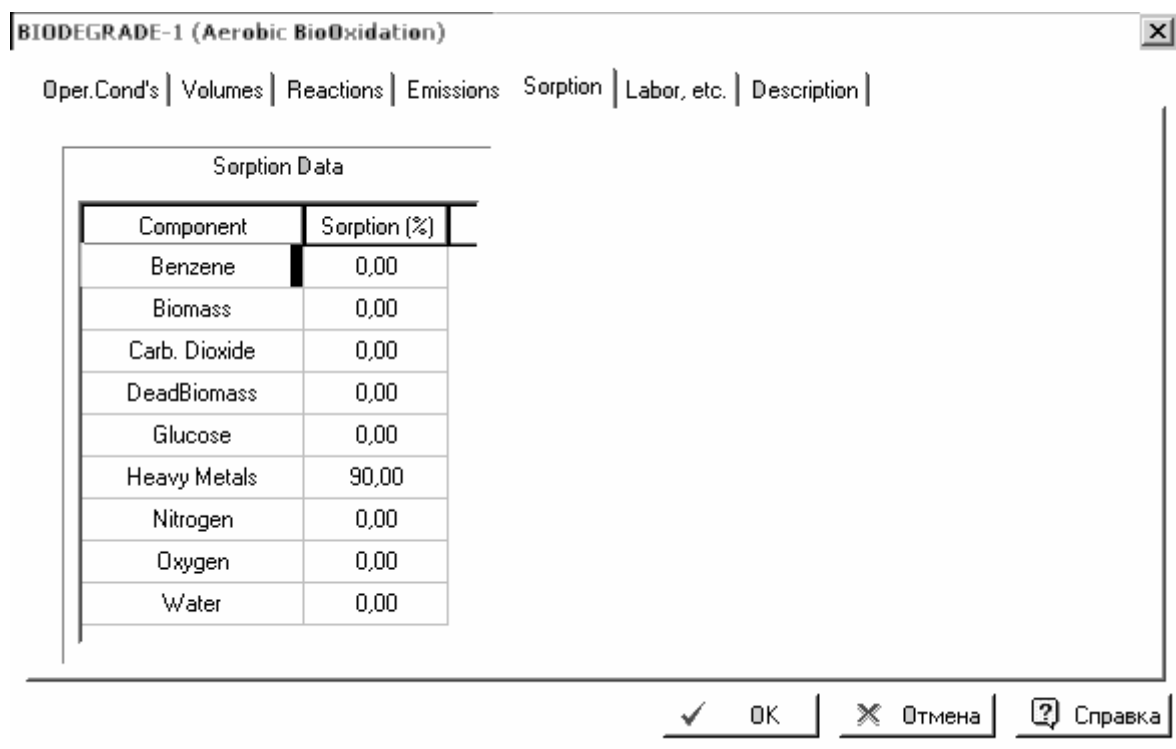 BIODEGRADE-1 (Aerobic BioOxidation)
Oper.Cond's Volumes Reactions Emissions Sorption Labor, etc. Description
Sorption Data
Component Sorption (%)
Benzene 0,00
Biomass 0,00
Carb. Dioxide 0,00
DeadBiomass 0,00
Glucose 0,00
Heavy Metals 90,00
Nitrogen 0,00
Oxygen 0,00
Water 0,00
OK Отмена Справка